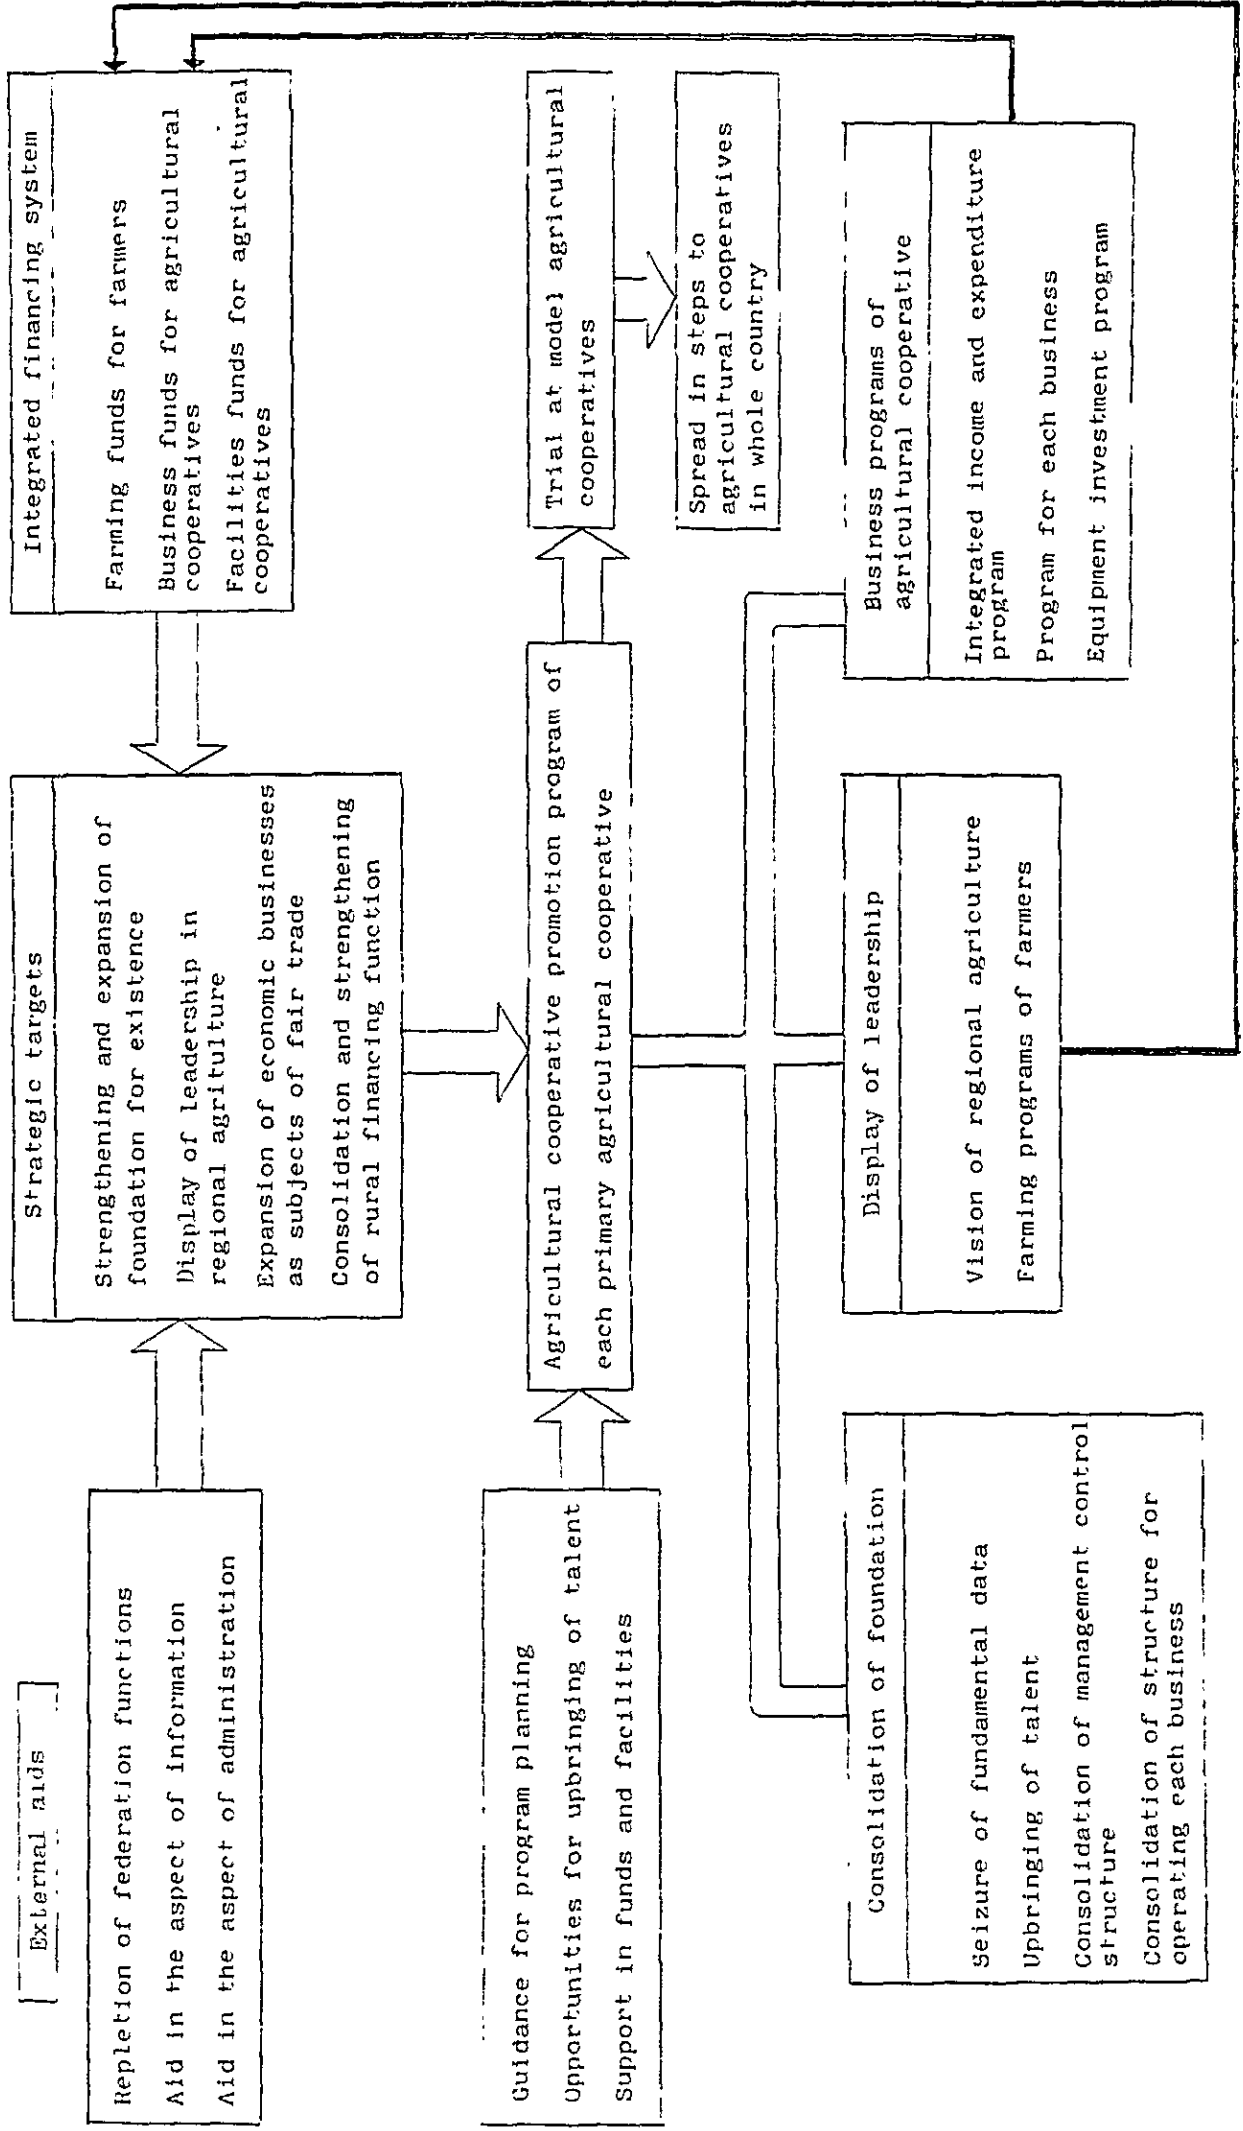 External aids
Repletion of federation functions
Aid in the aspect of information
Aid in the aspect of administration
Strategic targets
Strengthening and expansion of
foundation for existence
Display of leadership in
regional agriculture
Expansion of economic businesses
as subjects of fair trade
Consolidation and strengthening
of rural financing function
Integrated financing system
Farming funds for farmers
Business funds for agricultural
cooperatives
Facilities funds for agricultural
cooperatives
Guidance for program planning
Opportunities for upbringing of talent
Support in funds and facilities
Agricultural cooperative promotion program of
each primary agricultural cooperative
Trial at model agricultural
cooperatives
Spread in steps to
agricultural cooperatives
in whole country
Consolidation of foundation
Seizure of fundamental data
Upbringing of talent
Consolidation of management control
structure
Consolidation of structure for
operating each business
Display of leadership
Vision of regional agriculture
Farming programs of farmers
Business programs of
agricultural cooperative
Integrated income and expenditure
program
Program for each business
Equipment investment program